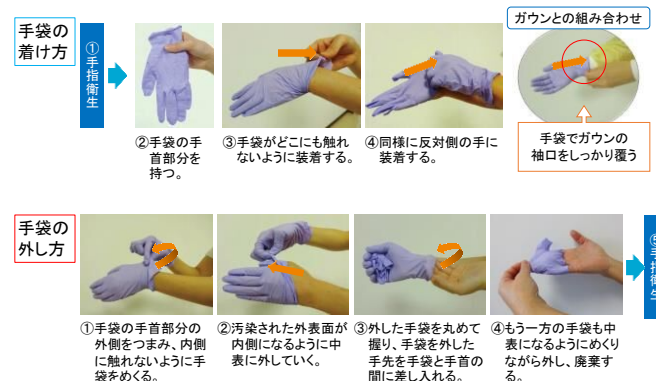 手袋の
着け方
①手指衛生
②手袋の手
首部分を
持つ。
③手袋がどこにも触れ
ないように装着する。
④同様に反対側の手に
装着する。
ガウンとの組み合わせ
手袋でガウンの
袖口をしっかり覆う
手袋の
外し方
①手袋の手首部分の
外側をつまみ、内側
に触れないように手
袋をめくる。
②汚染された外表面が
内側になるように中
表に外していく。
③外した手袋を丸めて
握り、手袋を外した
手先を手袋と手首の
間に差し入れる。
④もう一方の手袋も中
表になるようにめくり
ながら外し、廃棄す
る。
⑤手指衛生